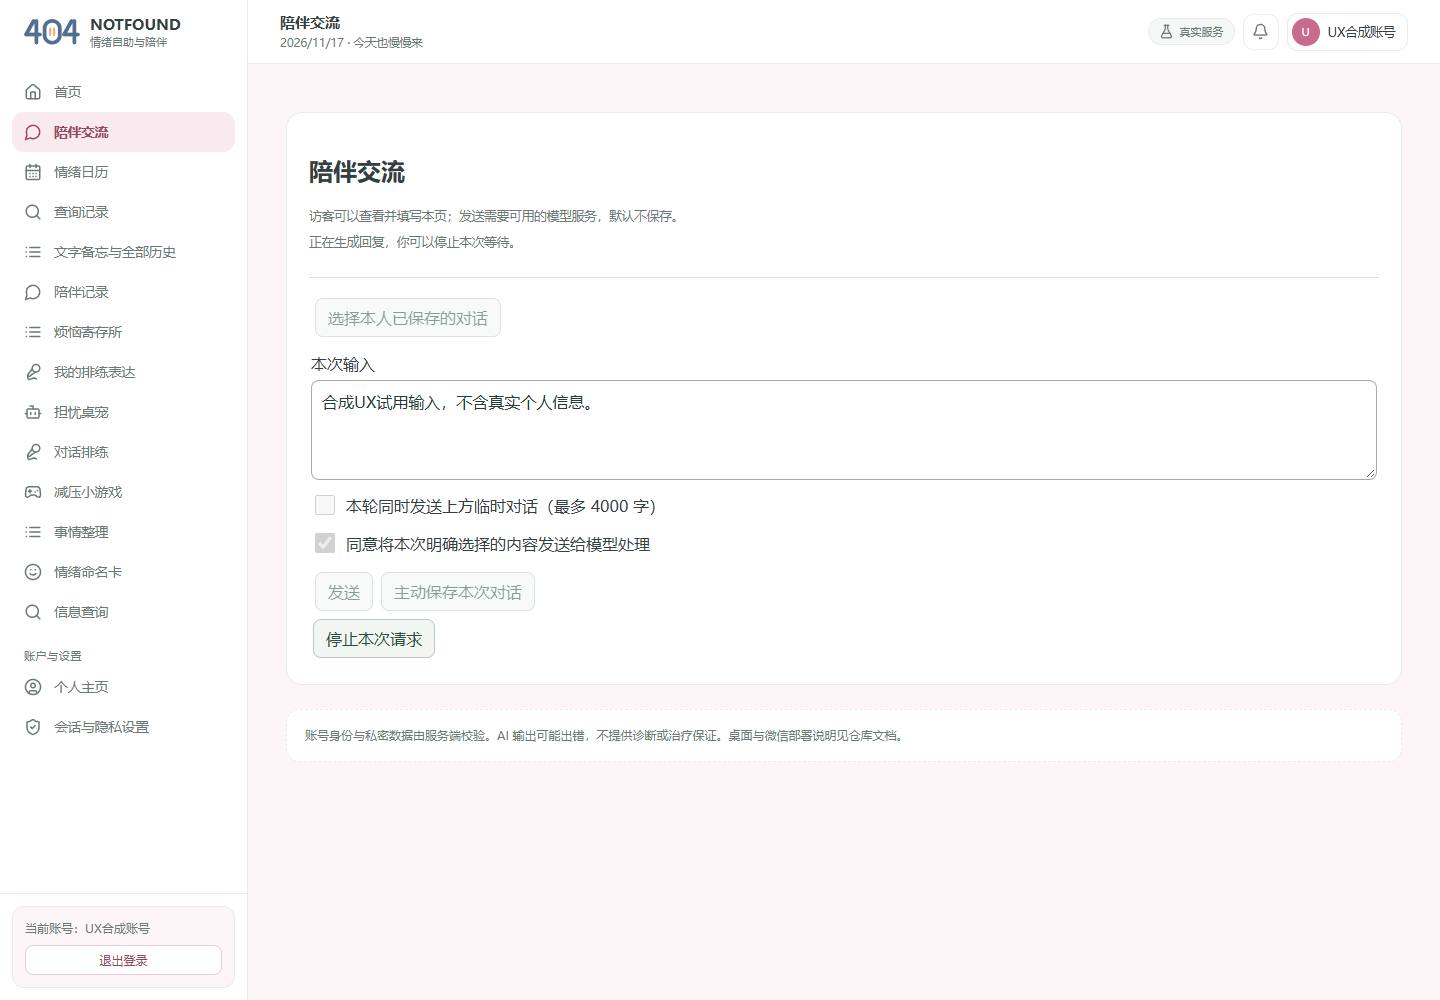 404 NOTFOUND
情绪自助与陪伴
首页
陪伴交流
情绪日历
查询记录
文字备忘与全部历史
陪伴记录
烦恼寄存所
我的排练表达
担忧桌宠
对话排练
减压小游戏
事情整理
情绪命名卡
信息查询
账户与设置
个人主页
会话与隐私设置
当前账号：UX合成账号
退出登录
陪伴交流
2026/11/17 · 今天也慢慢来
真实服务
U
UX合成账号
陪伴交流
访客可以查看并填写本页；发送需要可用的模型服务，默认不保存。
正在生成回复，你可以停止本次等待。
选择本人已保存的对话
本次输入
合成UX试用输入，不含真实个人信息。
本轮同时发送上方临时对话（最多 4000 字）
同意将本次明确选择的内容发送给模型处理
发送
主动保存本次对话
停止本次请求
账号身份与私密数据由服务端校验。AI 输出可能出错，不提供诊断或治疗保证。桌面与微信部署说明见仓库文档。